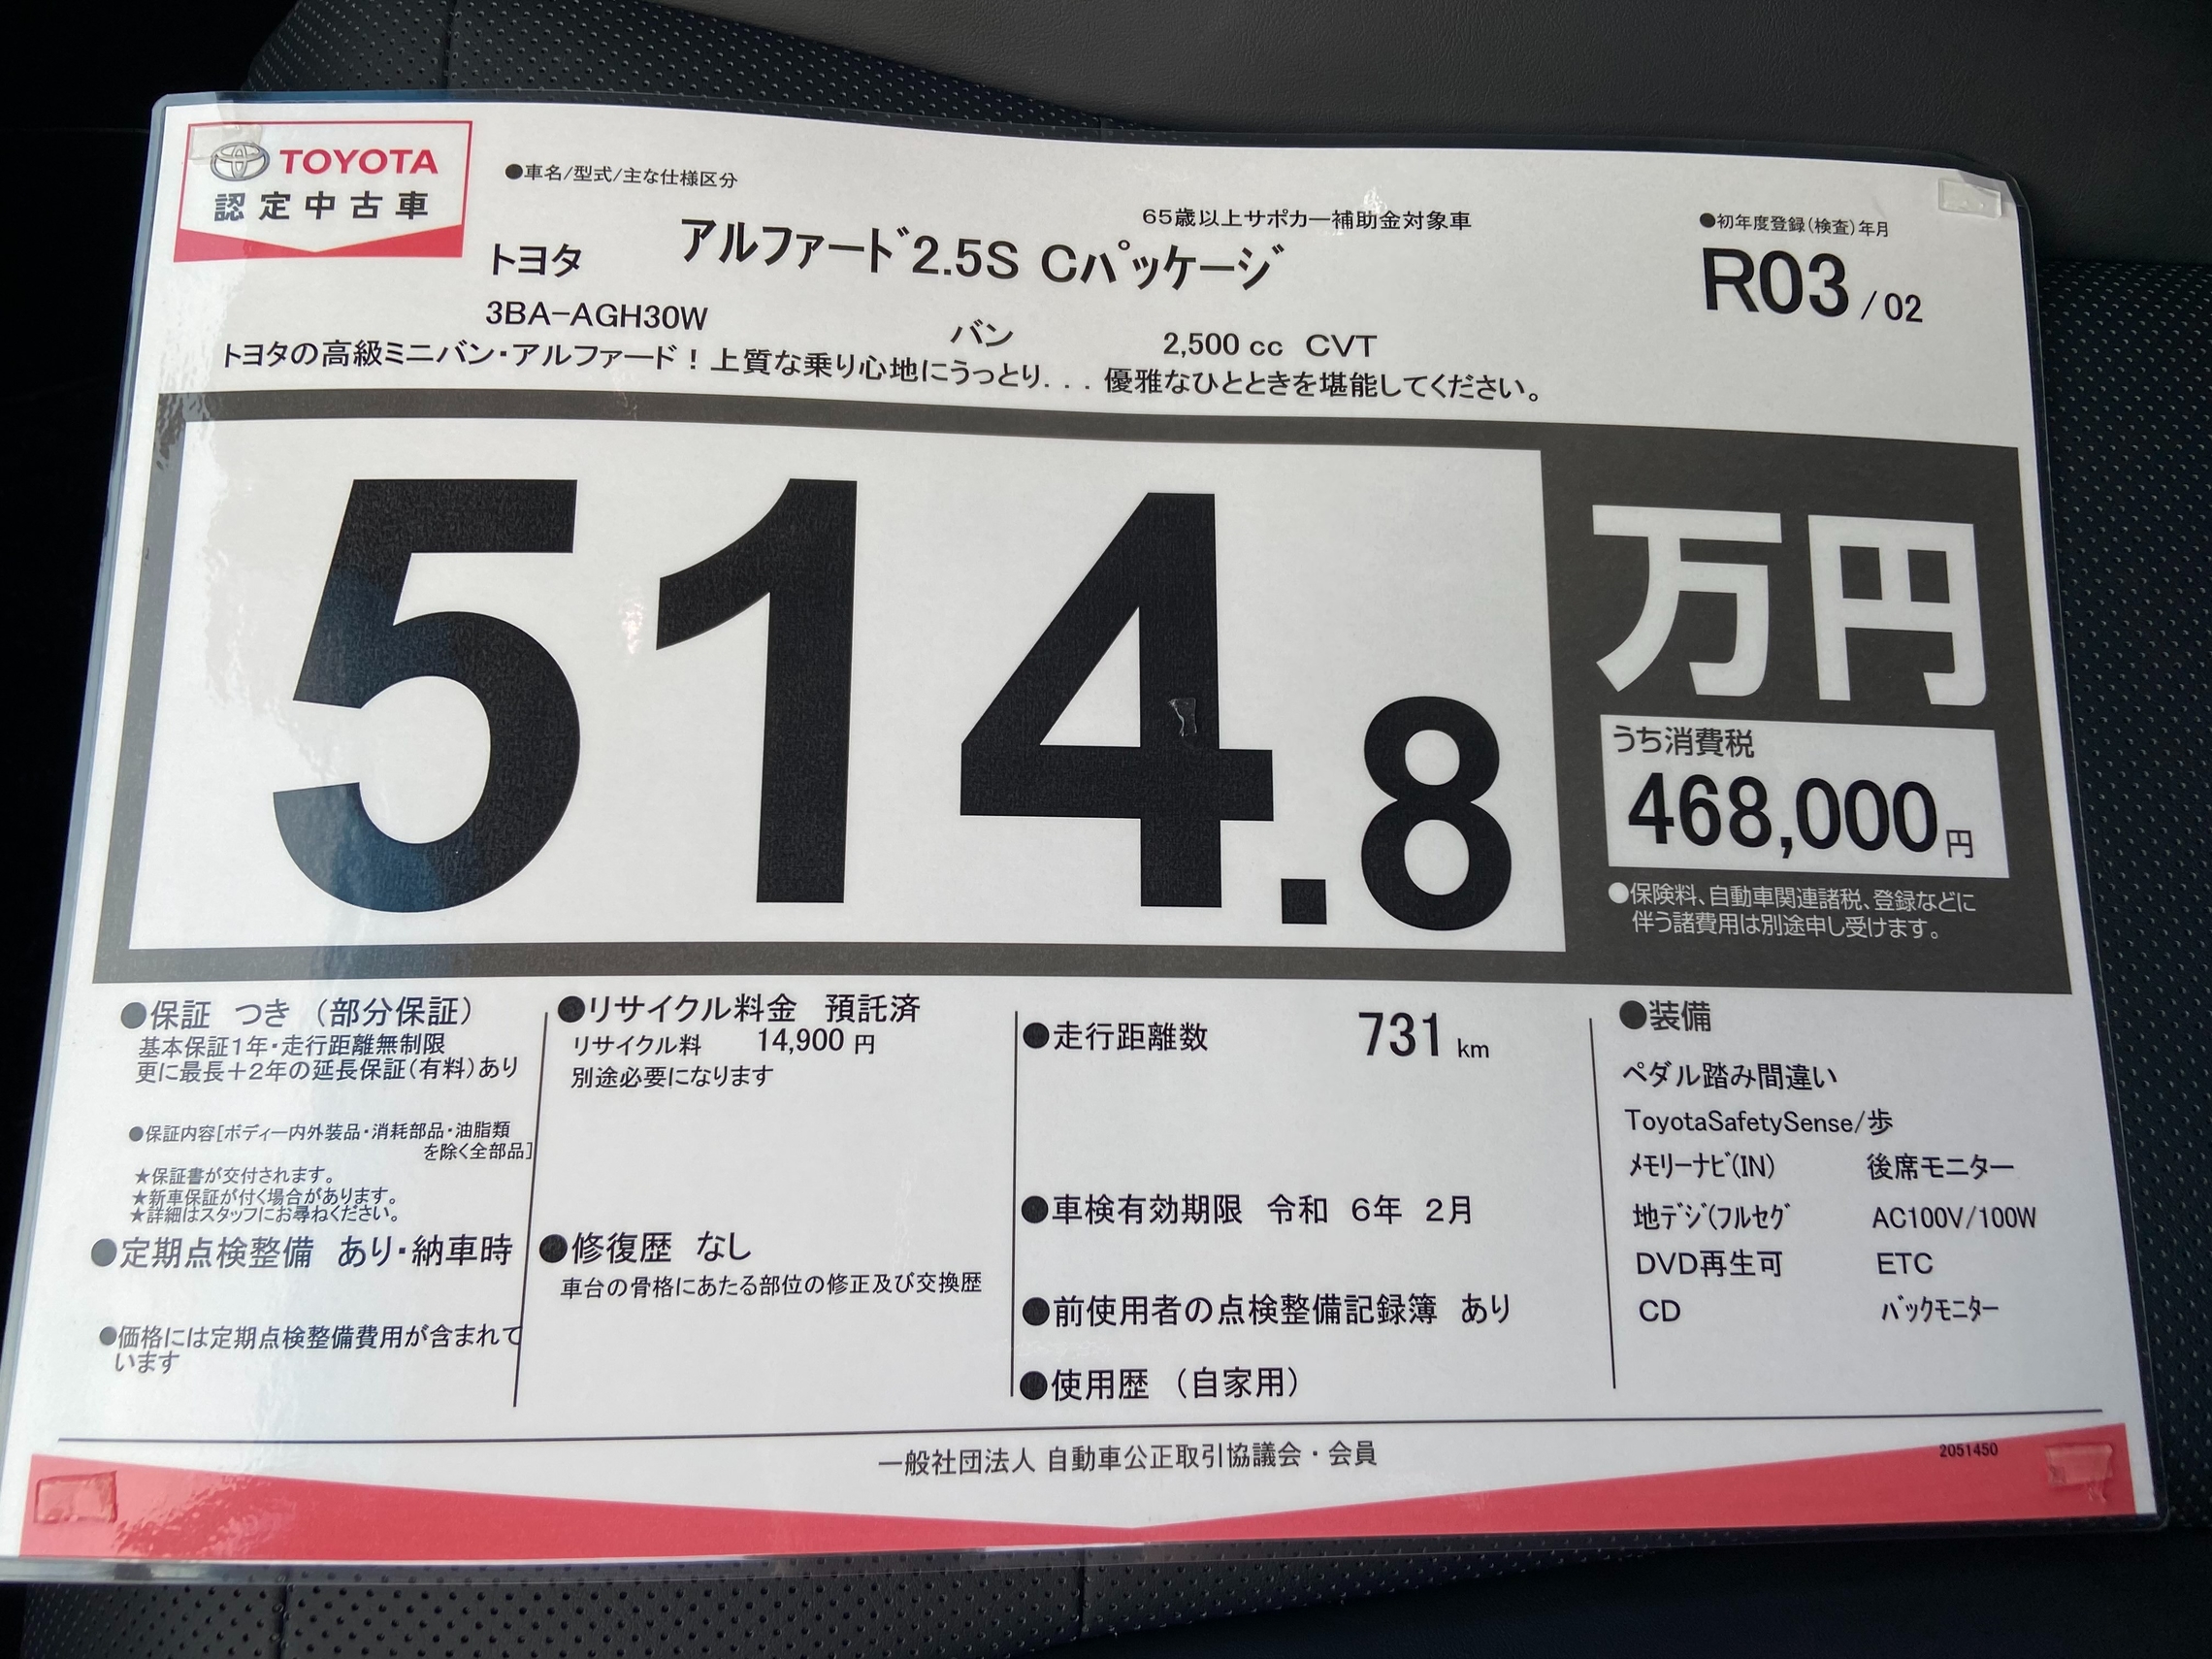 TOYOTA
認定中古車
●車名/型式/主な仕様区分
65歳以上サポカー補助金対象車
●初年度登録(検査)年月
トヨタ アルファード2.5S Cパッケージ
R03/02
3BA-AGH30W バン 2,500 cc CVT
トヨタの高級ミニバン・アルファード!上質な乗り心地にうっとり...優雅なひとときを堪能してください。
514.8 万円
うち消費税
468,000円
●保険料、自動車関連諸税、登録などに
伴う諸費用は別途申し受けます。
●保証 つき (部分保証)
基本保証1年・走行距離無制限
更に最長+2年の延長保証(有料)あり
●保証内容[ボディー内外装品・消耗部品・油脂類
を除く全部品]
★保証書が交付されます。
★新車保証が付く場合があります。
★詳細はスタッフにお尋ねください。
●定期点検整備 あり・納車時
●価格には定期点検整備費用が含まれて
います
●リサイクル料金 預託済
リサイクル料 14,900 円
別途必要になります
●修復歴 なし
車台の骨格にあたる部位の修正及び交換歴
●走行距離数 731 km
●車検有効期限 令和 6年 2月
●前使用者の点検整備記録簿 あり
●使用歴 (自家用)
●装備
ペダル踏み間違い
ToyotaSafetySense/歩
メモリーナビ(IN) 後席モニター
地デジ(フルセグ AC100V/100W
DVD再生可 ETC
CD バックモニター
一般社団法人 自動車公正取引協議会・会員
2051450